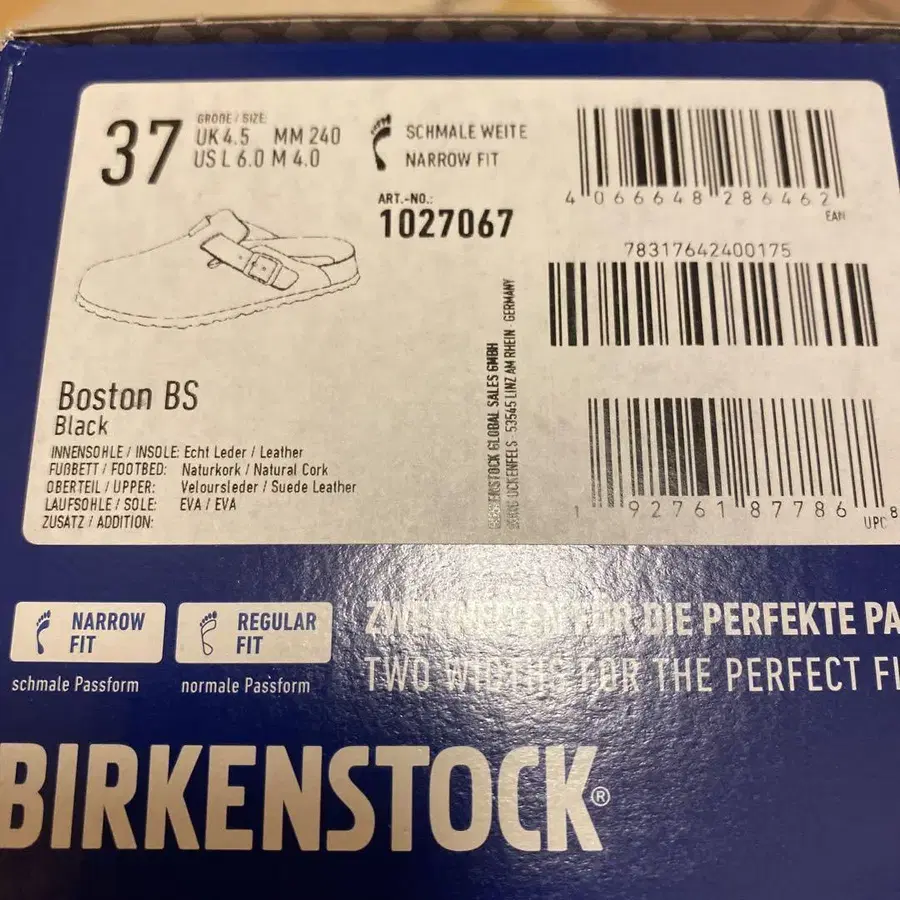 37
GRÖßE / SIZE
UK 4.5 MM 240
US L 6.0 M 4.0
SCHMALE WEITE
NARROW FIT
ART.-NO.:
1027067
4 066648 286462
EAN
78317642400175
BIRKENSTOCK GLOBAL SALES GMBH
53545 LINZ AM RHEIN · GERMANY
1 92761 87786 8
UPC
Boston BS
Black
INNENSOHLE / INSOLE: Echt Leder / Leather
FUßBETT / FOOTBED: Naturkork / Natural Cork
OBERTEIL / UPPER: Veloursleder / Suede Leather
LAUFSOHLE / SOLE: EVA / EVA
ZUSATZ / ADDITION:
NARROW
FIT
schmale Passform
REGULAR
FIT
normale Passform
FÜR DIE PERFEKTE PA
TWO WIDTHS FOR THE PERFECT FI
BIRKENSTOCK®